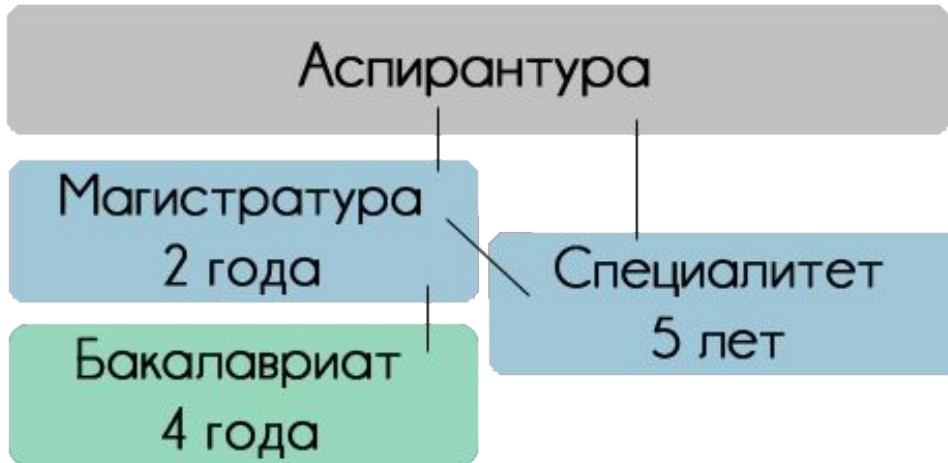 Аспирантура
Магистратура
2 года
Специалитет
5 лет
Бакалавриат
4 года